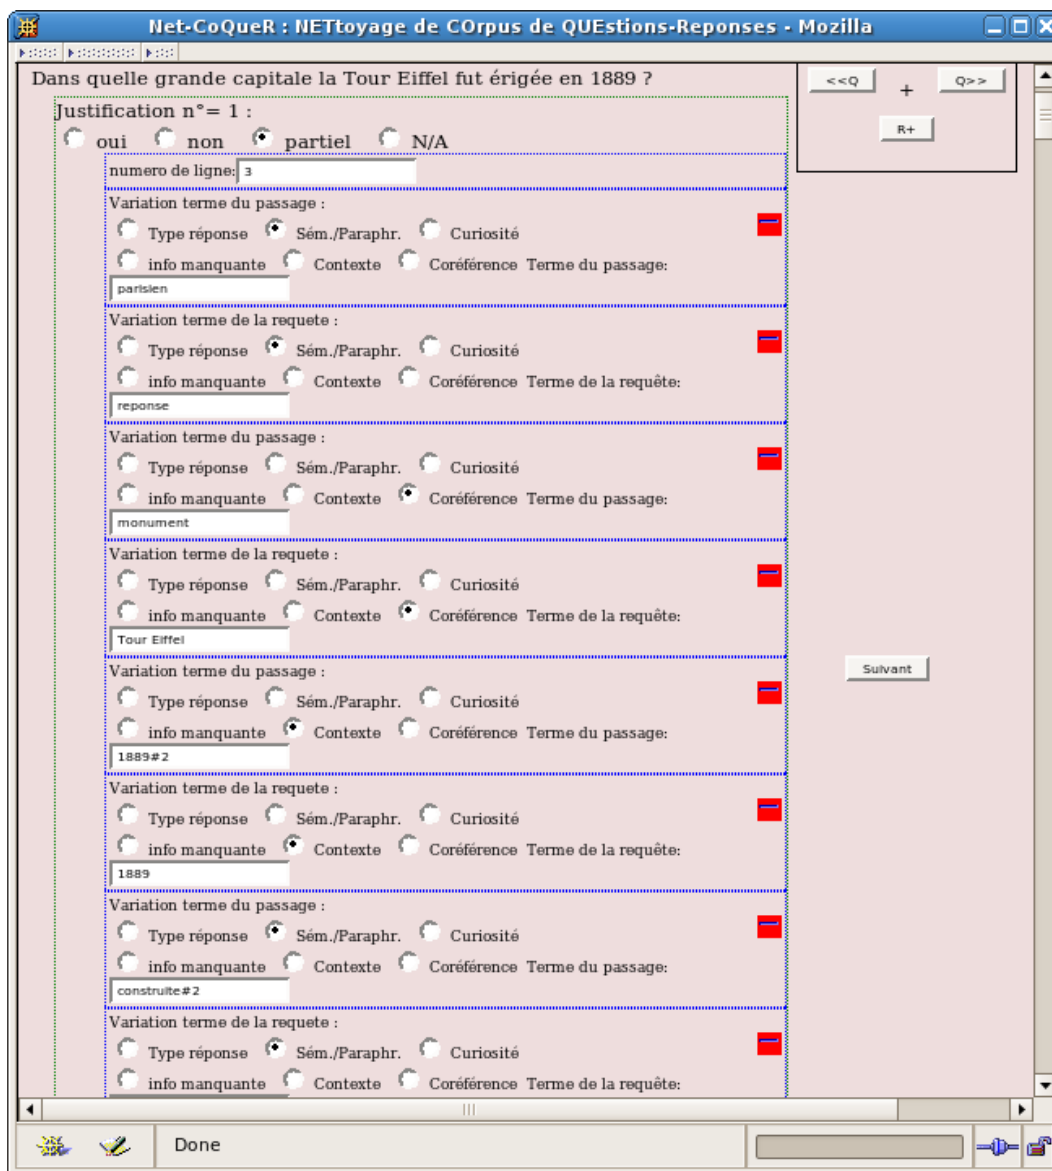 Net-CoQueR : NETtoyage de COrpus de QUEstions-Reponses - Mozilla
Dans quelle grande capitale la Tour Eiffel fut érigée en 1889 ?
<<Q + Q>>
R+
Justification n°= 1 :
oui non partiel N/A
numero de ligne: 3
Variation terme du passage :
Type réponse Sém./Paraphr. Curiosité
info manquante Contexte Coréférence Terme du passage:
parisien
Variation terme de la requete :
Type réponse Sém./Paraphr. Curiosité
info manquante Contexte Coréférence Terme de la requête:
reponse
Variation terme du passage :
Type réponse Sém./Paraphr. Curiosité
info manquante Contexte Coréférence Terme du passage:
monument
Variation terme de la requete :
Type réponse Sém./Paraphr. Curiosité
info manquante Contexte Coréférence Terme de la requête:
Tour Eiffel
Variation terme du passage :
Suivant
Type réponse Sém./Paraphr. Curiosité
info manquante Contexte Coréférence Terme du passage:
1889#2
Variation terme de la requete :
Type réponse Sém./Paraphr. Curiosité
info manquante Contexte Coréférence Terme de la requête:
1889
Variation terme du passage :
Type réponse Sém./Paraphr. Curiosité
info manquante Contexte Coréférence Terme du passage:
construite#2
Variation terme de la requete :
Type réponse Sém./Paraphr. Curiosité
info manquante Contexte Coréférence Terme de la requête:
Done